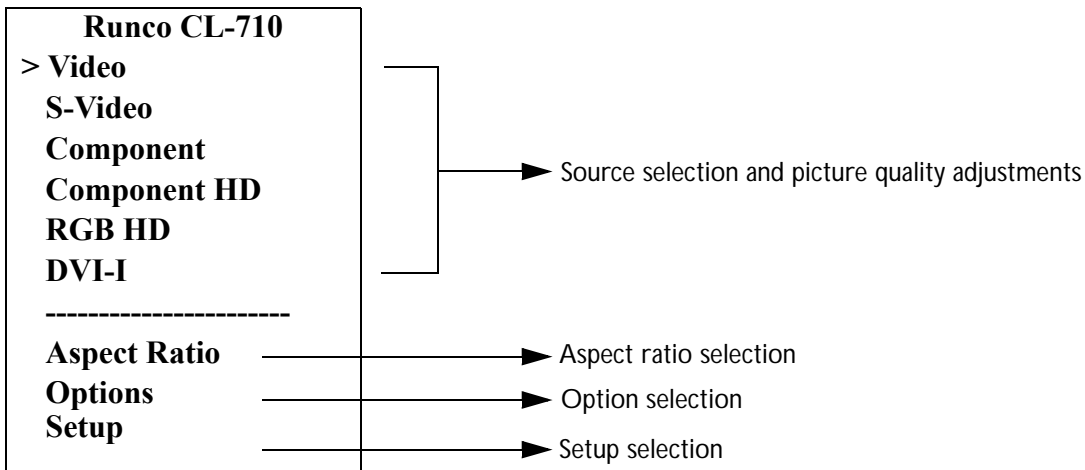 Runco CL-710
> Video
S-Video
Component
Component HD
RGB HD
DVI-I
Source selection and picture quality adjustments
-----------------------
Aspect Ratio
Aspect ratio selection
Options
Option selection
Setup
Setup selection